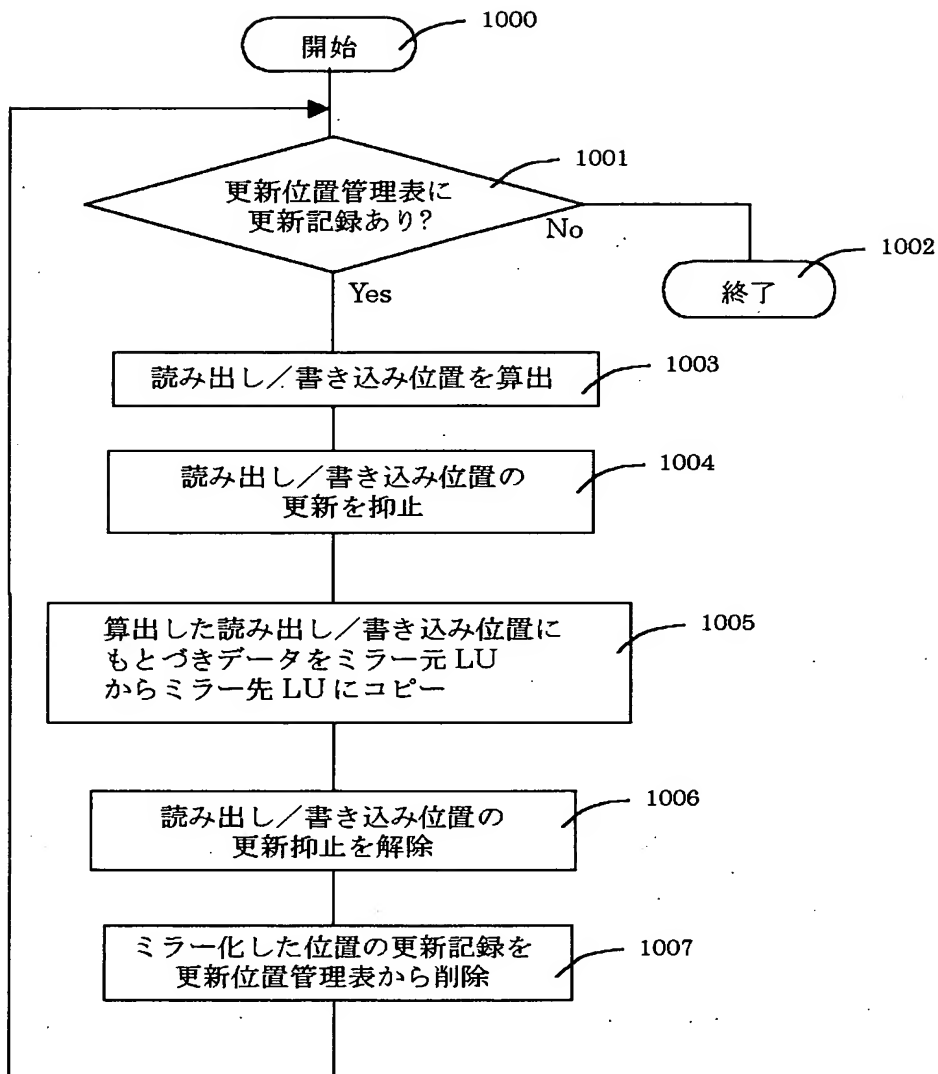 1000
開始
1001
更新位置管理表に
更新記録あり?
No
1002
終了
Yes
1003
読み出し/書き込み位置を算出
1004
読み出し/書き込み位置の
更新を抑止
1005
算出した読み出し/書き込み位置に
もとづきデータをミラー元 LU
からミラー先 LU にコピー
1006
読み出し/書き込み位置の
更新抑止を解除
1007
ミラー化した位置の更新記録を
更新位置管理表から削除